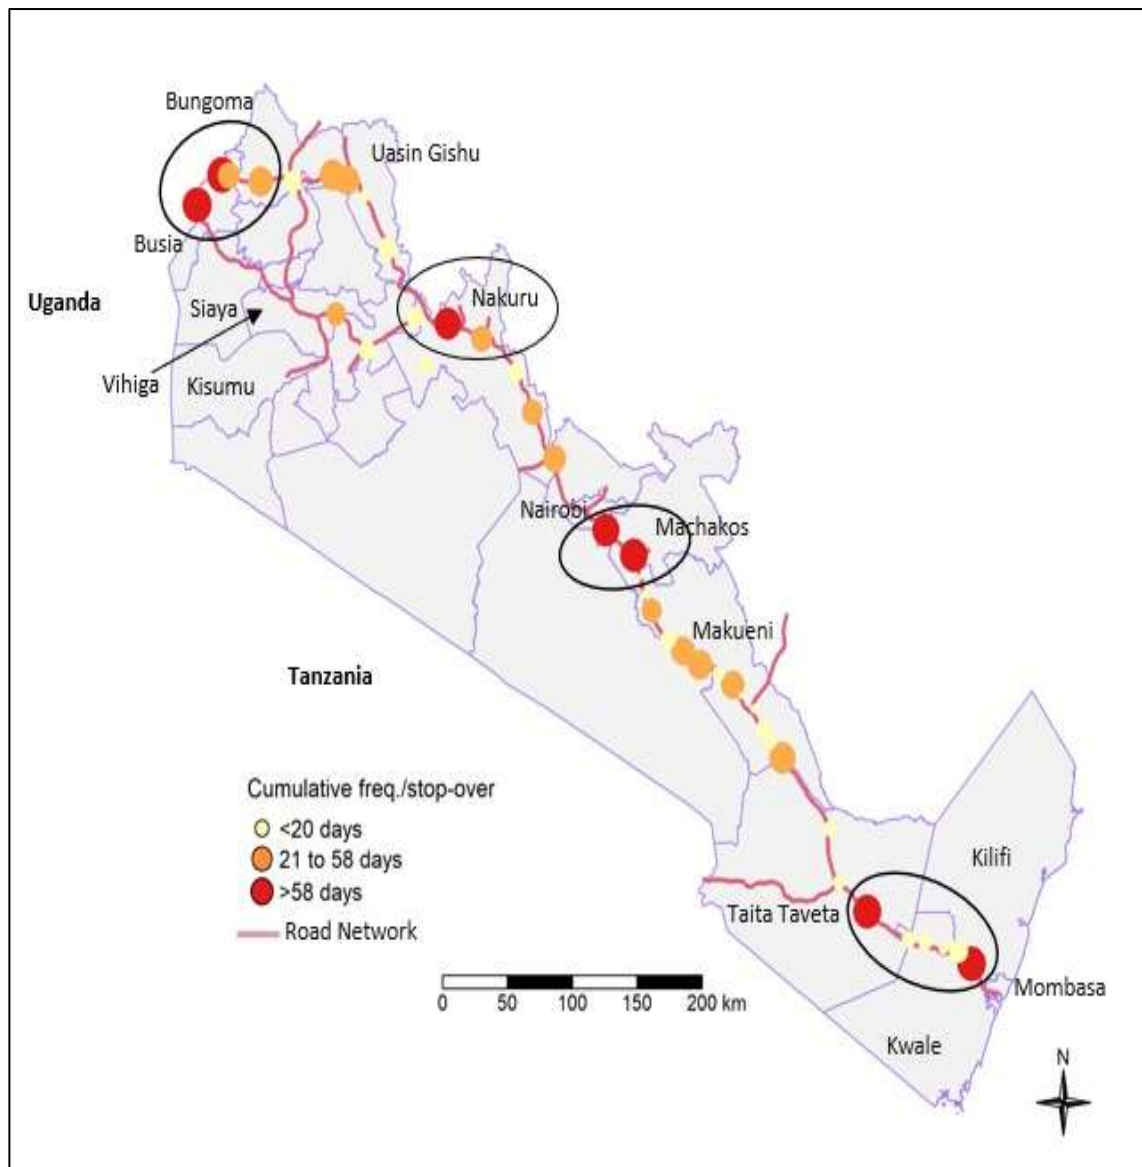 Bungoma
Uasin Gishu
Busia
Uganda
Siaya
Nakuru
Vihiga
Kisumu
Nairobi
Machakos
Makueni
Tanzania
Cumulative freq./stop-over
<20 days
21 to 58 days
>58 days
Road Network
Kilifi
Taita Taveta
0 50 100 150 200 km
Mombasa
Kwale
N